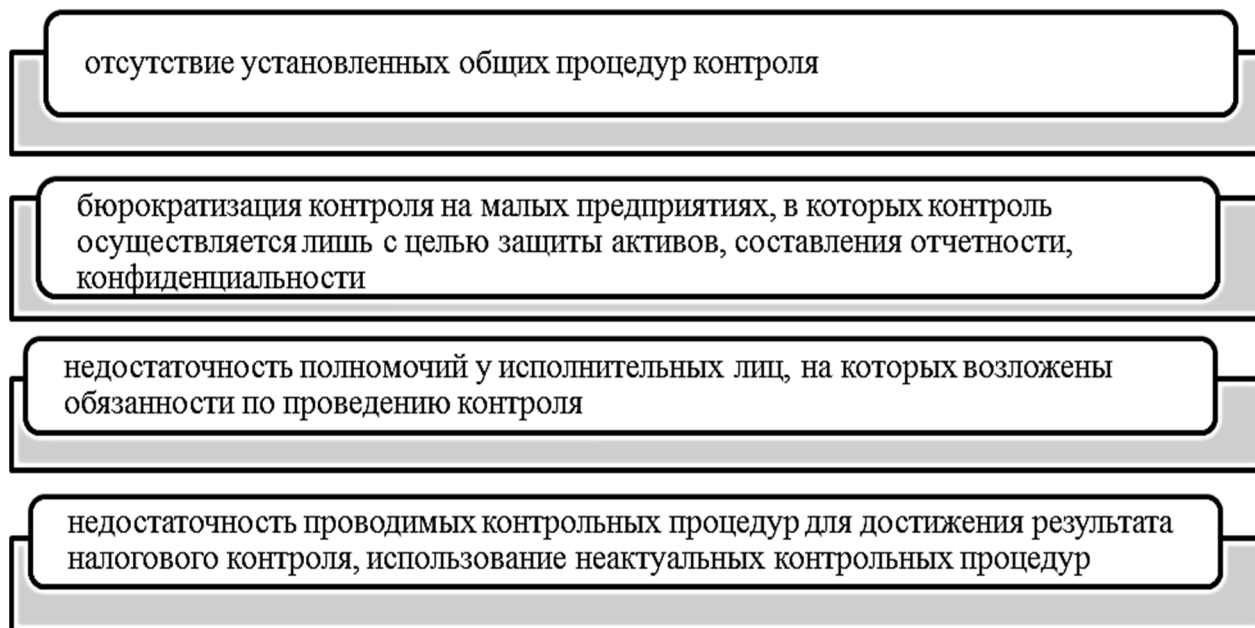 отсутствие установленных общих процедур контроля
бюрократизация контроля на малых предприятиях, в которых контроль
осуществляется лишь с целью защиты активов, составления отчетности,
конфиденциальности
недостаточность полномочий у исполнительных лиц, на которых возложены
обязанности по проведению контроля
недостаточность проводимых контрольных процедур для достижения результата
налогового контроля, использование неактуальных контрольных процедур